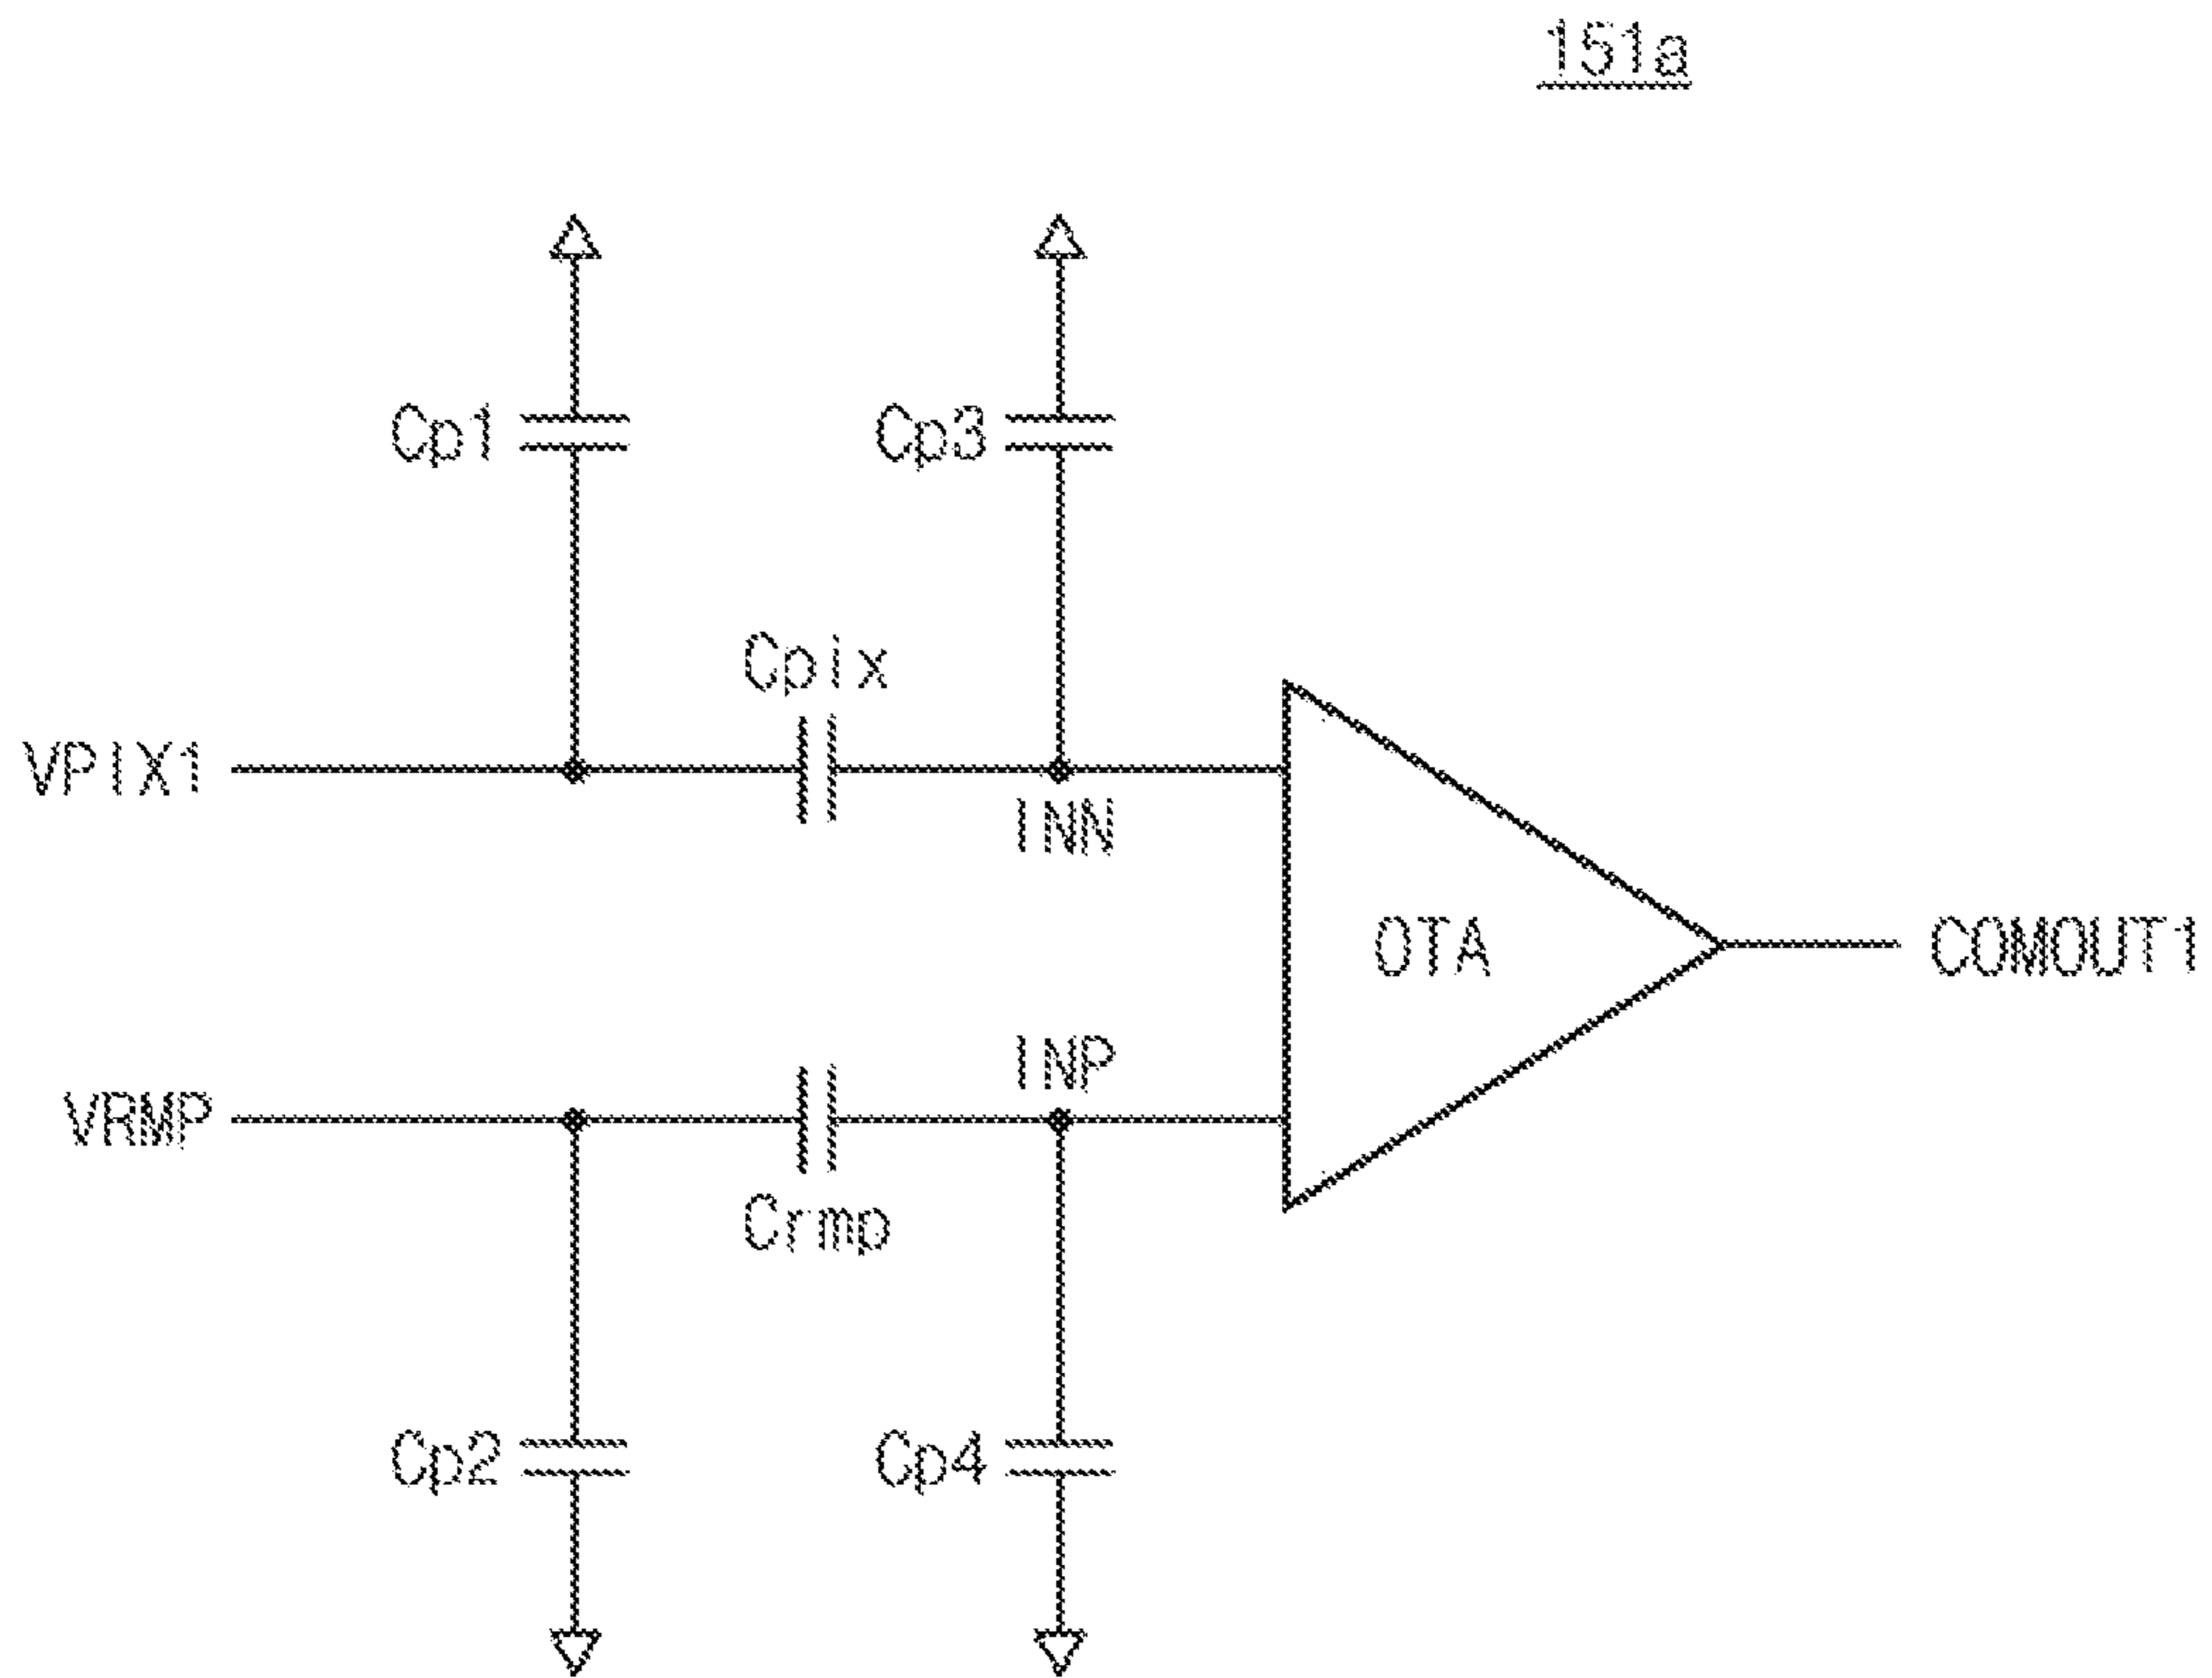 151a
Cp1
Cp3
Cpix
VPIX1
INN
OTA
COMOUT1
INP
VRMP
Crmp
Cp2
Cp4